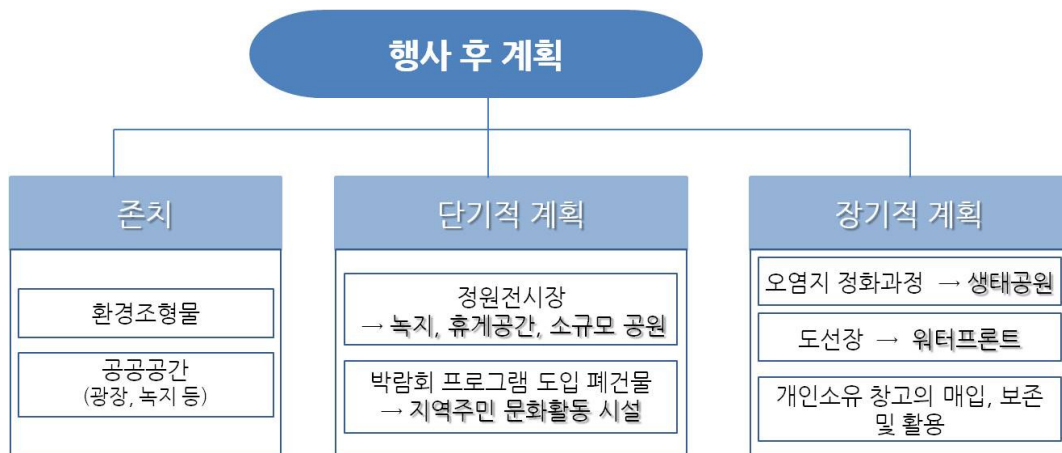 행사 후 계획
존치
환경조형물
공공공간
(광장, 녹지 등)
단기적 계획
정원전시장
→ 녹지, 휴게공간, 소규모 공원
박람회 프로그램 도입 폐건물
→ 지역주민 문화활동 시설
장기적 계획
오염지 정화과정 → 생태공원
도선장 → 워터프론트
개인소유 창고의 매입, 보존
및 활용